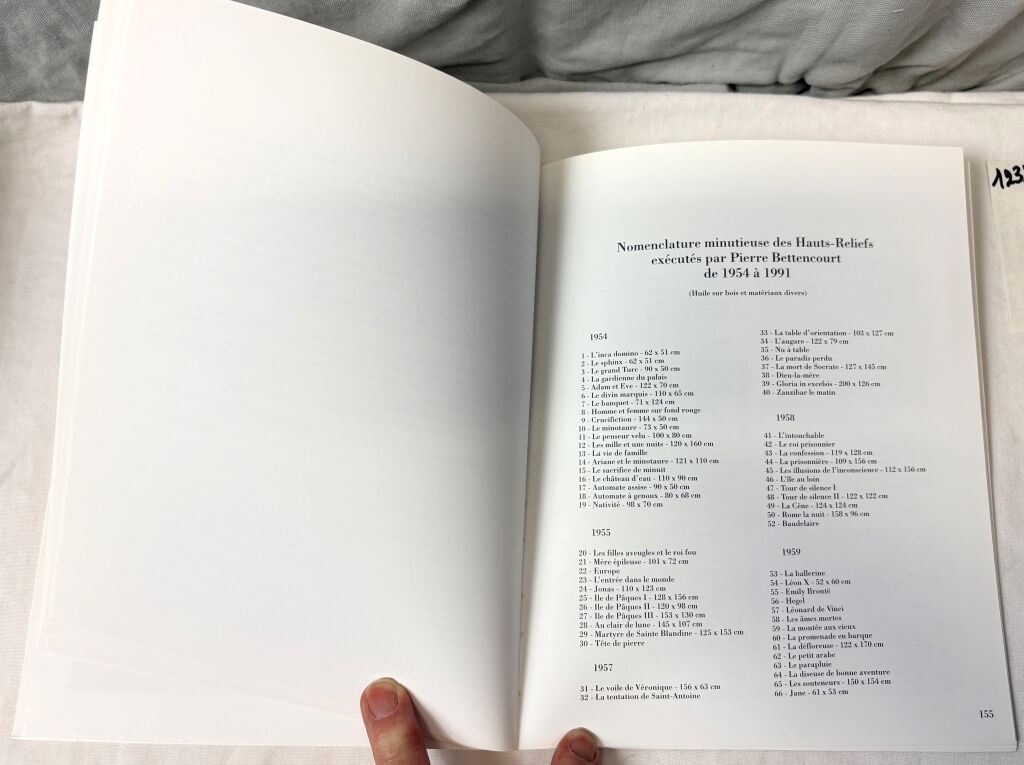 Nomenclature minutieuse des Hauts-Reliefs
exécutés par Pierre Bettencourt
de 1954 à 1991
(Huile sur bois et matériaux divers)
1954
1 - L'inca domino - 62 x 51 cm
2 - Le sphinx - 62 x 51 cm
3 - Le grand Turc - 90 x 50 cm
4 - La gardienne du palais
5 - Adam et Eve - 122 x 70 cm
6 - Le divin marquis - 110 x 65 cm
7 - Le banquet - 71 x 124 cm
8 - Homme et femme sur fond rouge
9 - Crucifiction - 144 x 50 cm
10 - Le minotaure - 73 x 50 cm
11 - Le penseur velu - 100 x 80 cm
12 - Les mille et une nuits - 120 x 160 cm
13 - La vie de famille
14 - Ariane et le minotaure - 121 x 110 cm
15 - Le sacrifice de minuit
16 - Le château d'eau - 110 x 90 cm
17 - Automate assise - 90 x 50 cm
18 - Automate à genoux - 80 x 68 cm
19 - Nativité - 98 x 70 cm
1955
20 - Les filles aveugles et le roi fou
21 - Mère épileuse - 101 x 72 cm
22 - Europe
23 - L'entrée dans le monde
24 - Jonas - 110 x 123 cm
25 - Ile de Pâques I - 128 x 156 cm
26 - Ile de Pâques II - 120 x 98 cm
27 - Ile de Pâques III - 153 x 130 cm
28 - Au clair de lune - 145 x 107 cm
29 - Martyre de Sainte Blandine - 125 x 153 cm
30 - Tête de pierre
1957
31 - Le voile de Véronique - 156 x 63 cm
32 - La tentation de Saint-Antoine
33 - La table d'orientation - 103 x 127 cm
34 - L'augure - 122 x 79 cm
35 - Nu à table
36 - Le paradis perdu
37 - La mort de Socrate - 127 x 145 cm
38 - Dieu-la-mère
39 - Gloria in excelsis - 200 x 126 cm
40 - Zanzibar le matin
1958
41 - L'intouchable
42 - Le roi prisonnier
43 - La confession - 119 x 128 cm
44 - La prisonnière - 109 x 156 cm
45 - Les illusions de l'inconscience - 112 x 156 cm
46 - L'île au loin
47 - Tour de silence I
48 - Tour de silence II - 122 x 122 cm
49 - La Cène - 124 x 124 cm
50 - Rome la nuit - 158 x 96 cm
52 - Baudelaire
1959
53 - La ballerine
54 - Léon X - 52 x 60 cm
55 - Emily Brontë
56 - Hegel
57 - Léonard de Vinci
58 - Les âmes mortes
59 - La montée aux cieux
60 - La promenade en barque
61 - La défloreuse - 122 x 170 cm
62 - Le petit arabe
63 - Le parapluie
64 - La diseuse de bonne aventure
65 - Les souteneurs - 150 x 154 cm
66 - Jane - 61 x 53 cm
155